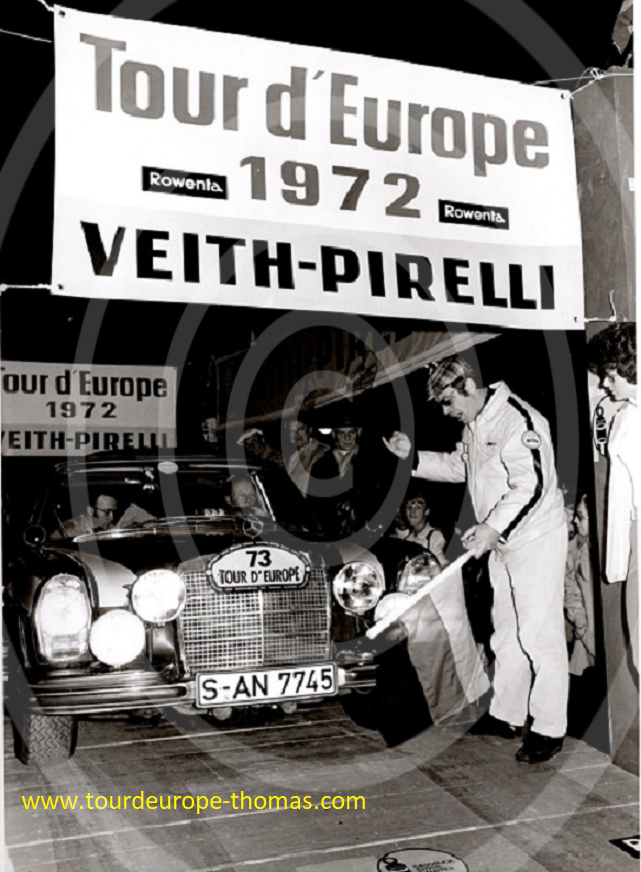 Tour d'Europe
1972
Rowenta
Rowenta
VEITH-PIRELLI
our d'Europe
1972
VEITH-PIRELLI
73
TOUR D'EUROPE
S-AN 7745
www.tourdeurope-thomas.com